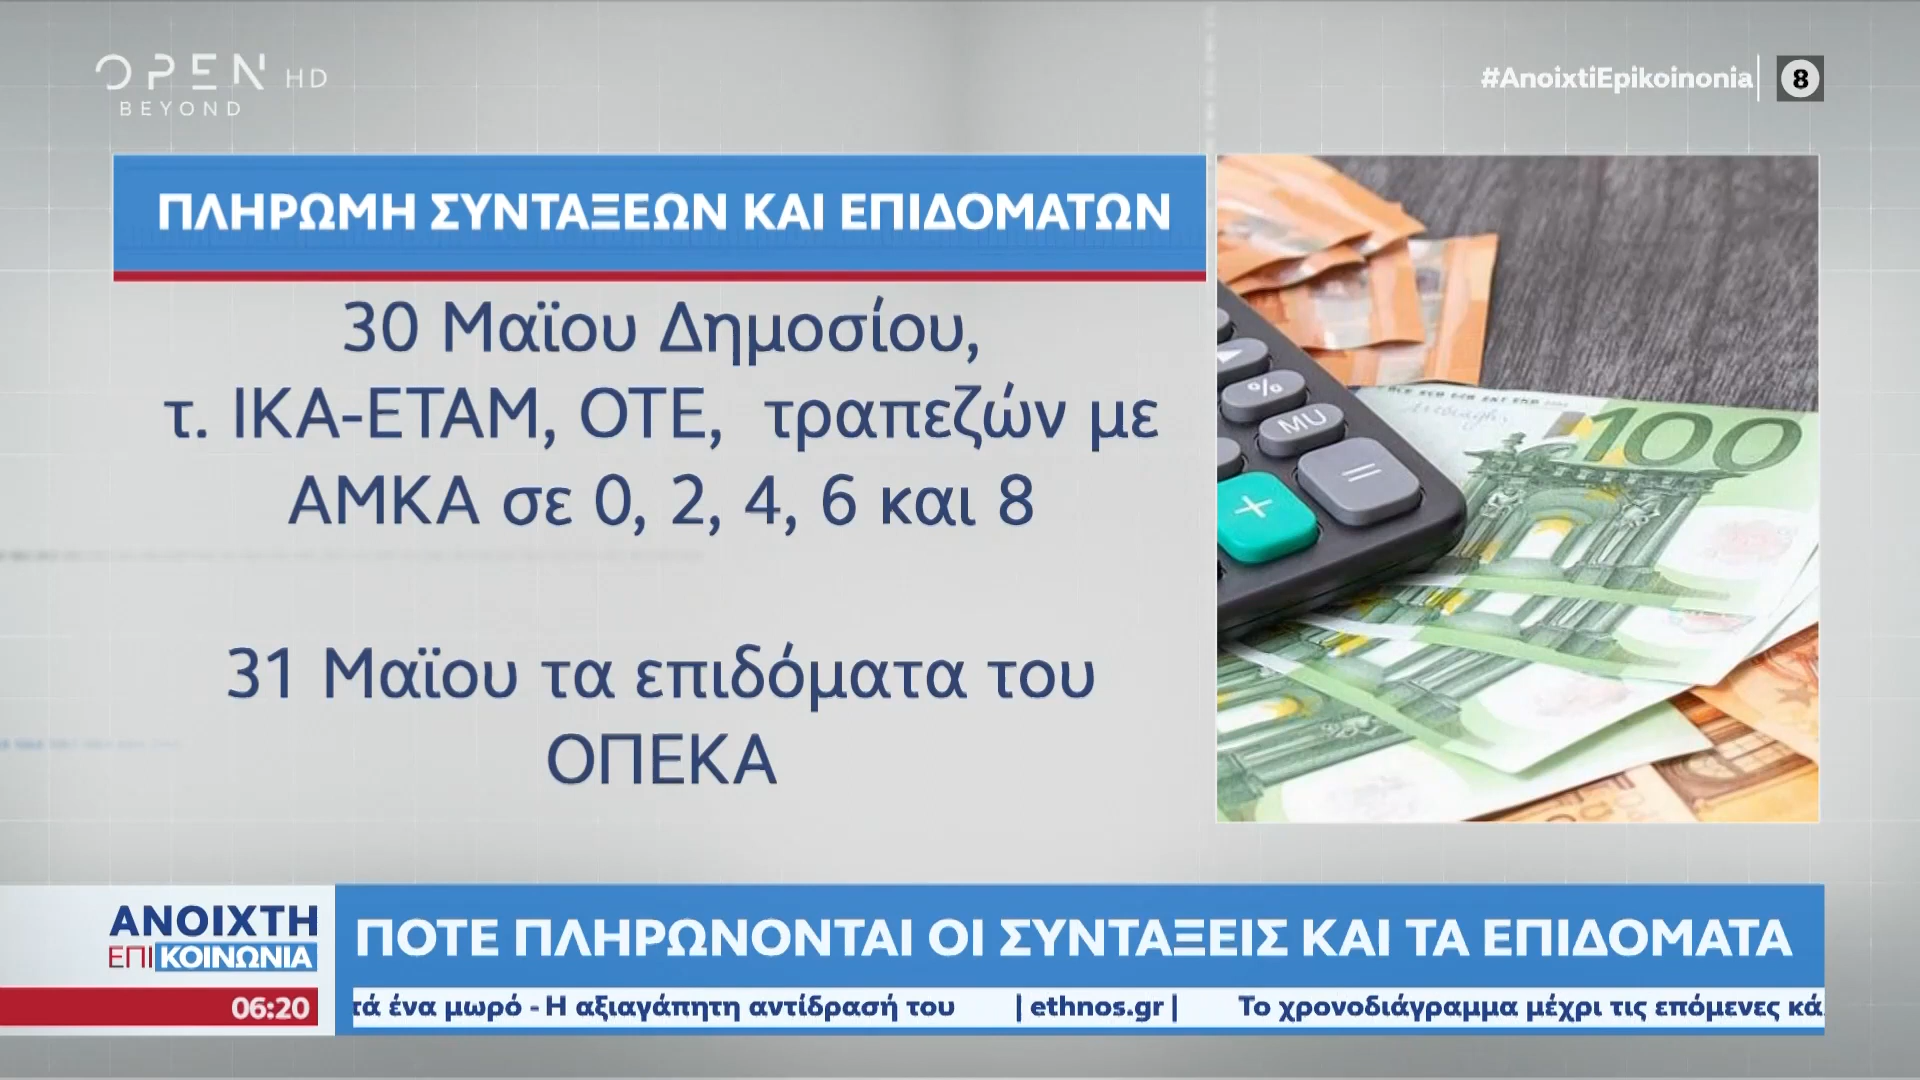 OPEN HD
BEYOND
#AnoixtiEpikoinonia
8
ΠΛΗΡΩΜΗ ΣΥΝΤΑΞΕΩΝ ΚΑΙ ΕΠΙΔΟΜΑΤΩΝ
30 Μαΐου Δημοσίου,
τ. ΙΚΑ-ΕΤΑΜ, ΟΤΕ, τραπεζών με
ΑΜΚΑ σε 0, 2, 4, 6 και 8
31 Μαΐου τα επιδόματα του
ΟΠΕΚΑ
%
MU
=
+
100
ΑΝΟΙΧΤΗ
ΕΠΙΚΟΙΝΩΝΙΑ
06:20
ΠΟΤΕ ΠΛΗΡΩΝΟΝΤΑΙ ΟΙ ΣΥΝΤΑΞΕΙΣ ΚΑΙ ΤΑ ΕΠΙΔΟΜΑΤΑ
τά ένα μωρό - Η αξιαγάπητη αντίδρασή του | ethnos.gr | Το χρονοδιάγραμμα μέχρι τις επόμενες κά